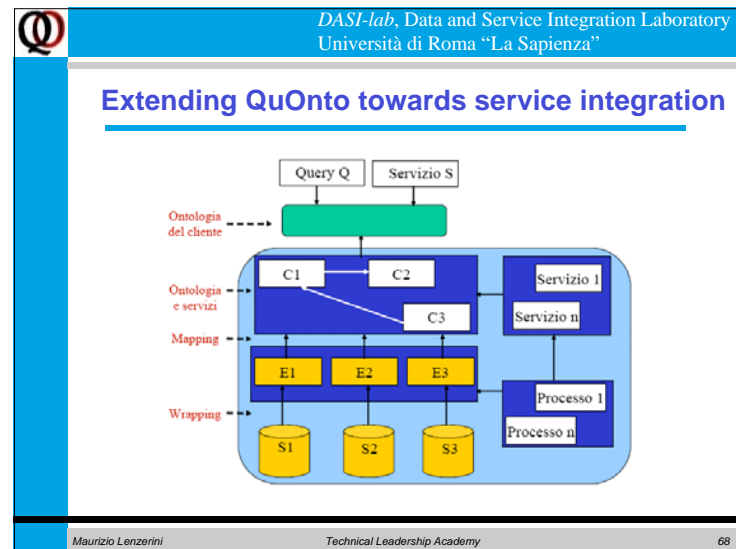 DASI-lab, Data and Service Integration Laboratory
Università di Roma “La Sapienza”
Extending QuOnto towards service integration
Query Q
Servizio S
Ontologia
del cliente
C1
C2
Servizio 1
Ontologia
e servizi
Servizio n
C3
Mapping
E1
E2
E3
Processo 1
Wrapping
Processo n
S1
S2
S3
Maurizio Lenzerini
Technical Leadership Academy
68